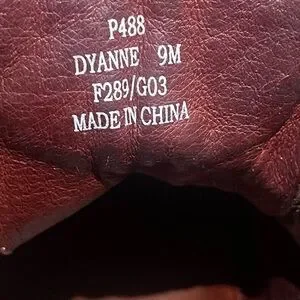 P488
DYANNE 9M
F289/G03
MADE IN CHINA